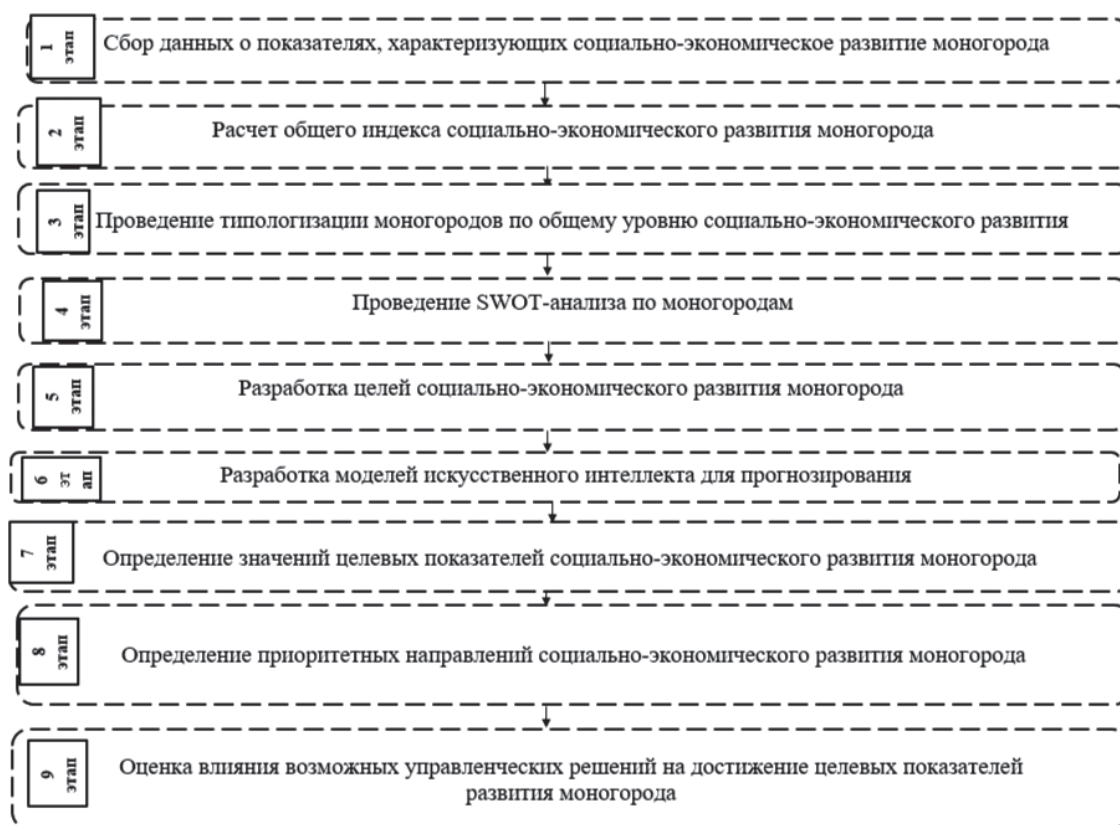 1
этап
Сбор данных о показателях, характеризующих социально-экономическое развитие моногорода
2
этап
Расчет общего индекса социально-экономического развития моногорода
3
этап
Проведение типологизации моногородов по общему уровню социально-экономического развития
4
этап
Проведение SWOT-анализа по моногородам
5
этап
Разработка целей социально-экономического развития моногорода
6
эт
ап
Разработка моделей искусственного интеллекта для прогнозирования
7
этап
Определение значений целевых показателей социально-экономического развития моногорода
8
этап
Определение приоритетных направлений социально-экономического развития моногорода
9
этап
Оценка влияния возможных управленческих решений на достижение целевых показателей
развития моногорода